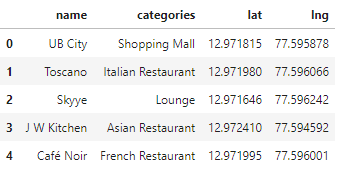 name categories lat lng
0 UB City Shopping Mall 12.971815 77.595878
1 Toscano Italian Restaurant 12.971980 77.596066
2 Skyye Lounge 12.971646 77.596242
3 J W Kitchen Asian Restaurant 12.972410 77.594592
4 Café Noir French Restaurant 12.971995 77.596001